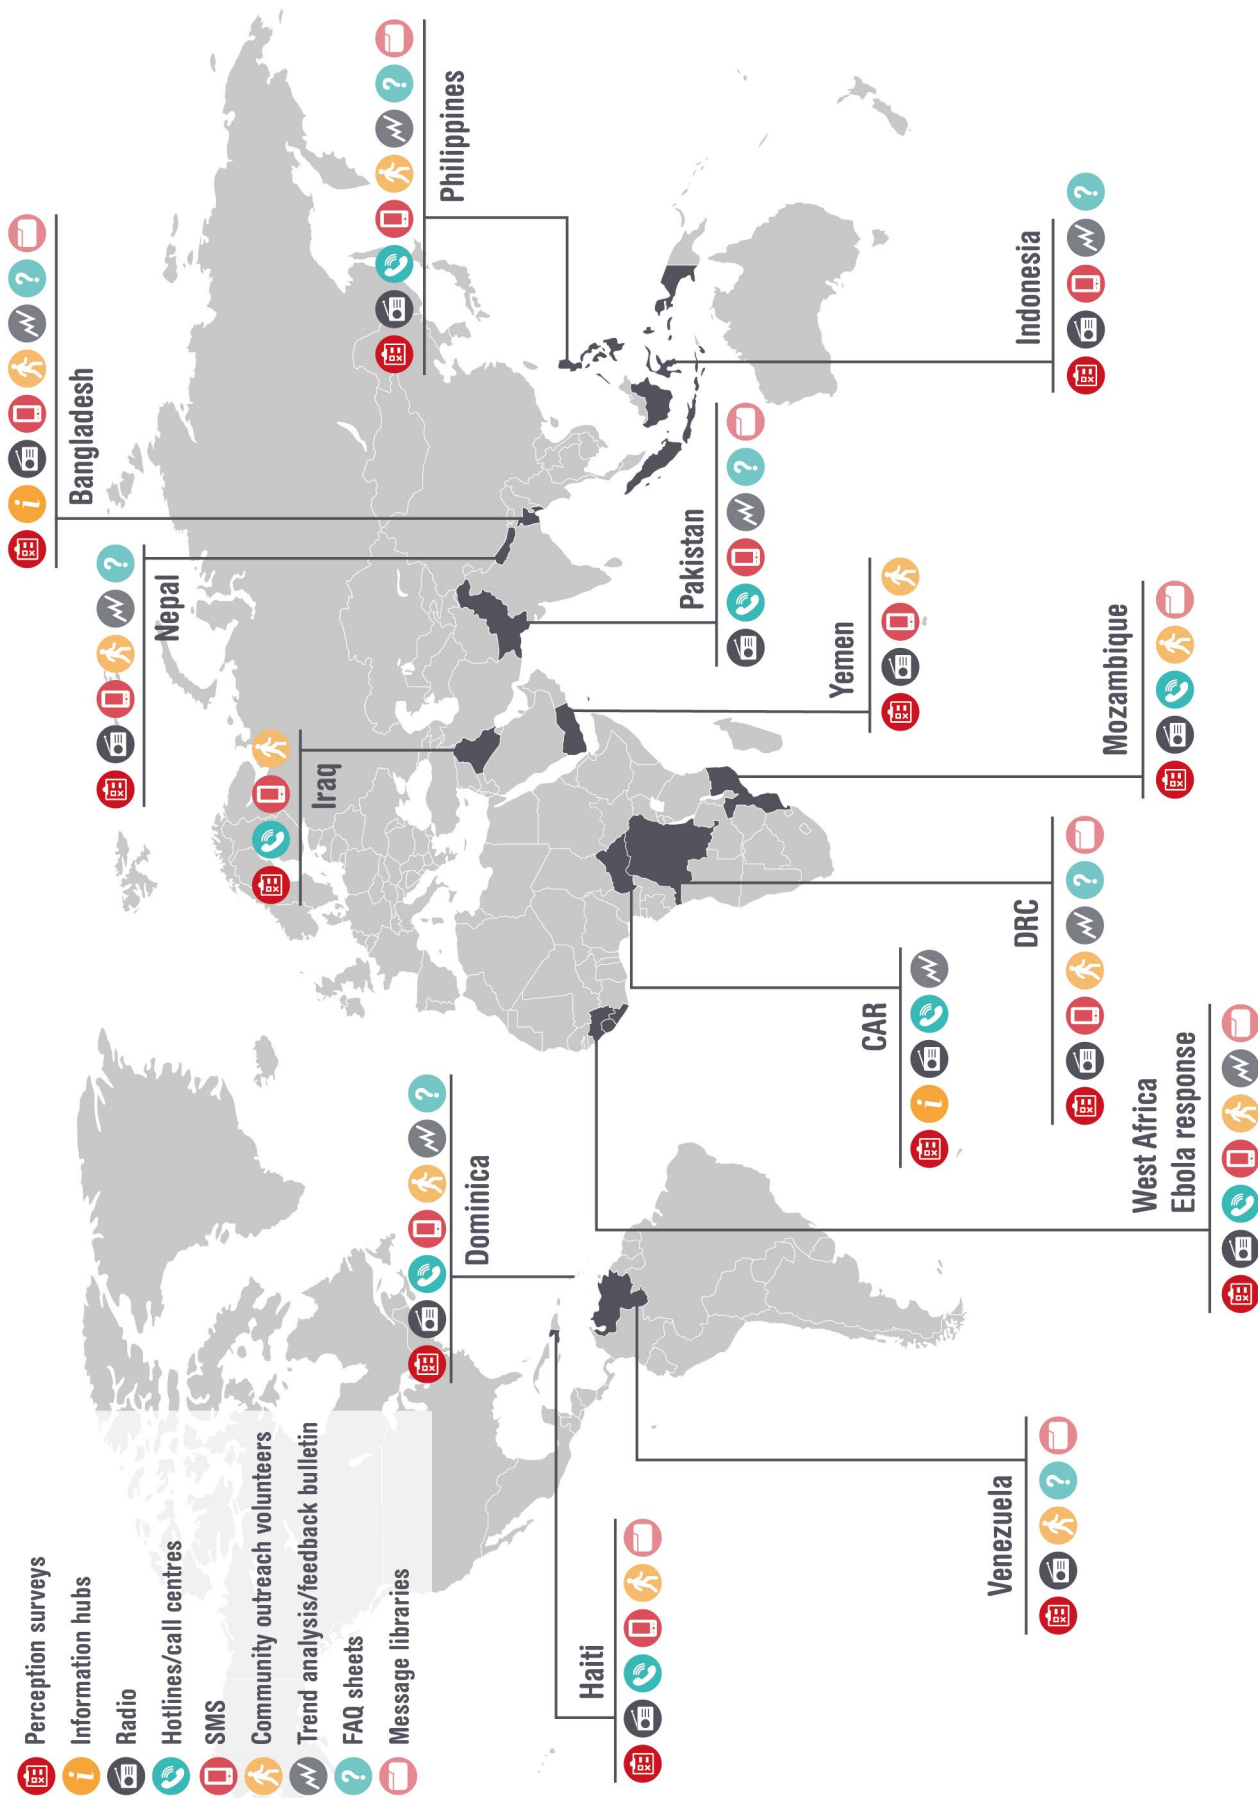 Perception surveys
Information hubs
Radio
Hotlines/call centres
SMS
Community outreach volunteers
Trend analysis/feedback bulletin
FAQ sheets
Message libraries
Dominica
Iraq
Nepal
Bangladesh
Philippines
Haiti
Venezuela
West Africa
Ebola response
CAR
DRC
Mozambique
Yemen
Pakistan
Indonesia